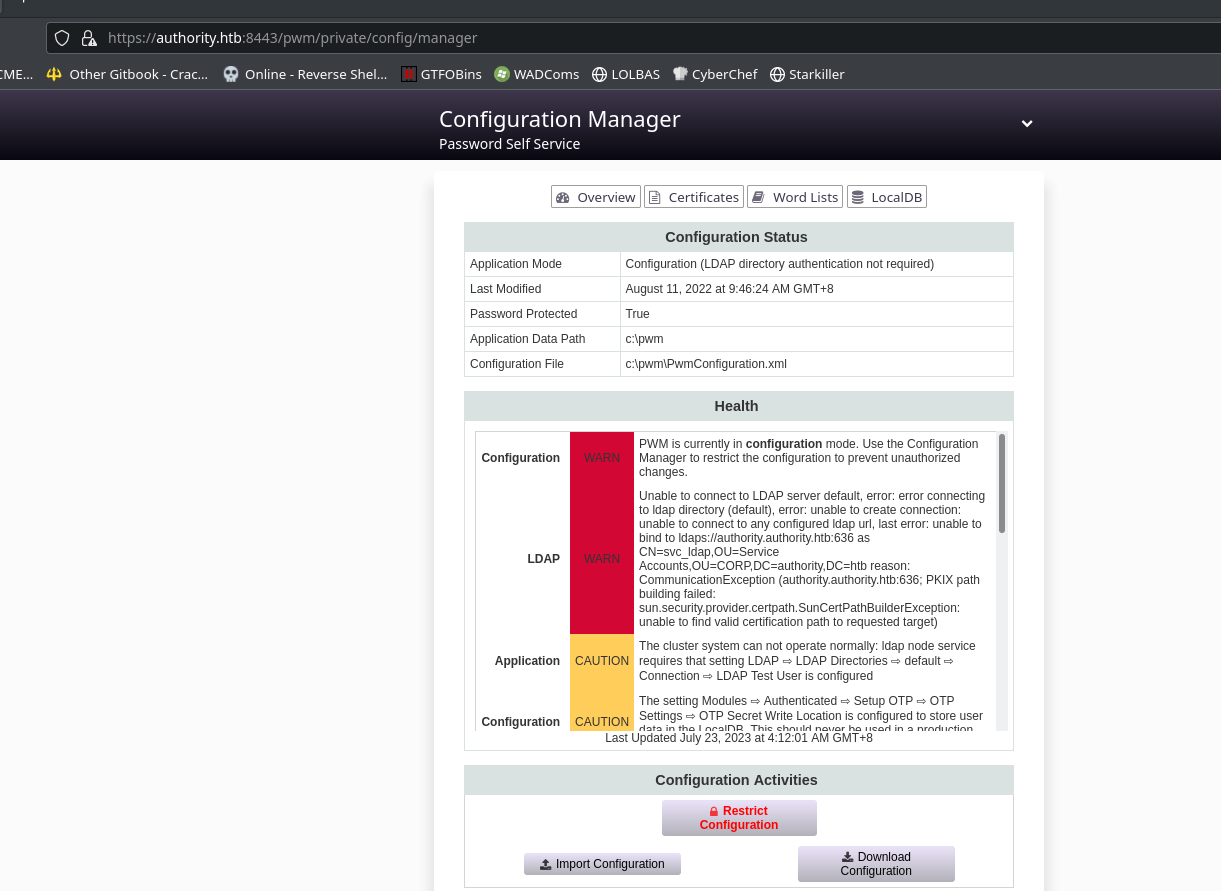 https://authority.htb:8443/pwm/private/config/manager
CME... Other Gitbook - Crac... Online - Reverse Shel... GTFOBins WADComs LOLBAS CyberChef Starkiller
Configuration Manager
Password Self Service
Overview Certificates Word Lists LocalDB
Configuration Status
Application Mode Configuration (LDAP directory authentication not required)
Last Modified August 11, 2022 at 9:46:24 AM GMT+8
Password Protected True
Application Data Path c:\pwm
Configuration File c:\pwm\PwmConfiguration.xml
Health
Configuration WARN PWM is currently in configuration mode. Use the Configuration
Manager to restrict the configuration to prevent unauthorized
changes.
LDAP WARN Unable to connect to LDAP server default, error: error connecting
to ldap directory (default), error: unable to create connection:
unable to connect to any configured ldap url, last error: unable to
bind to ldaps://authority.authority.htb:636 as
CN=svc_ldap,OU=Service
Accounts,OU=CORP,DC=authority,DC=htb reason:
CommunicationException (authority.authority.htb:636; PKIX path
building failed:
sun.security.provider.certpath.SunCertPathBuilderException:
unable to find valid certification path to requested target)
Application CAUTION The cluster system can not operate normally: ldap node service
requires that setting LDAP ⇨ LDAP Directories ⇨ default ⇨
Connection ⇨ LDAP Test User is configured
Configuration CAUTION The setting Modules ⇨ Authenticated ⇨ Setup OTP ⇨ OTP
Settings ⇨ OTP Secret Write Location is configured to store user
data in the LocalDB. This should never be used in a production
Last Updated July 23, 2023 at 4:12:01 AM GMT+8
Configuration Activities
Restrict
Configuration
Import Configuration
Download
Configuration